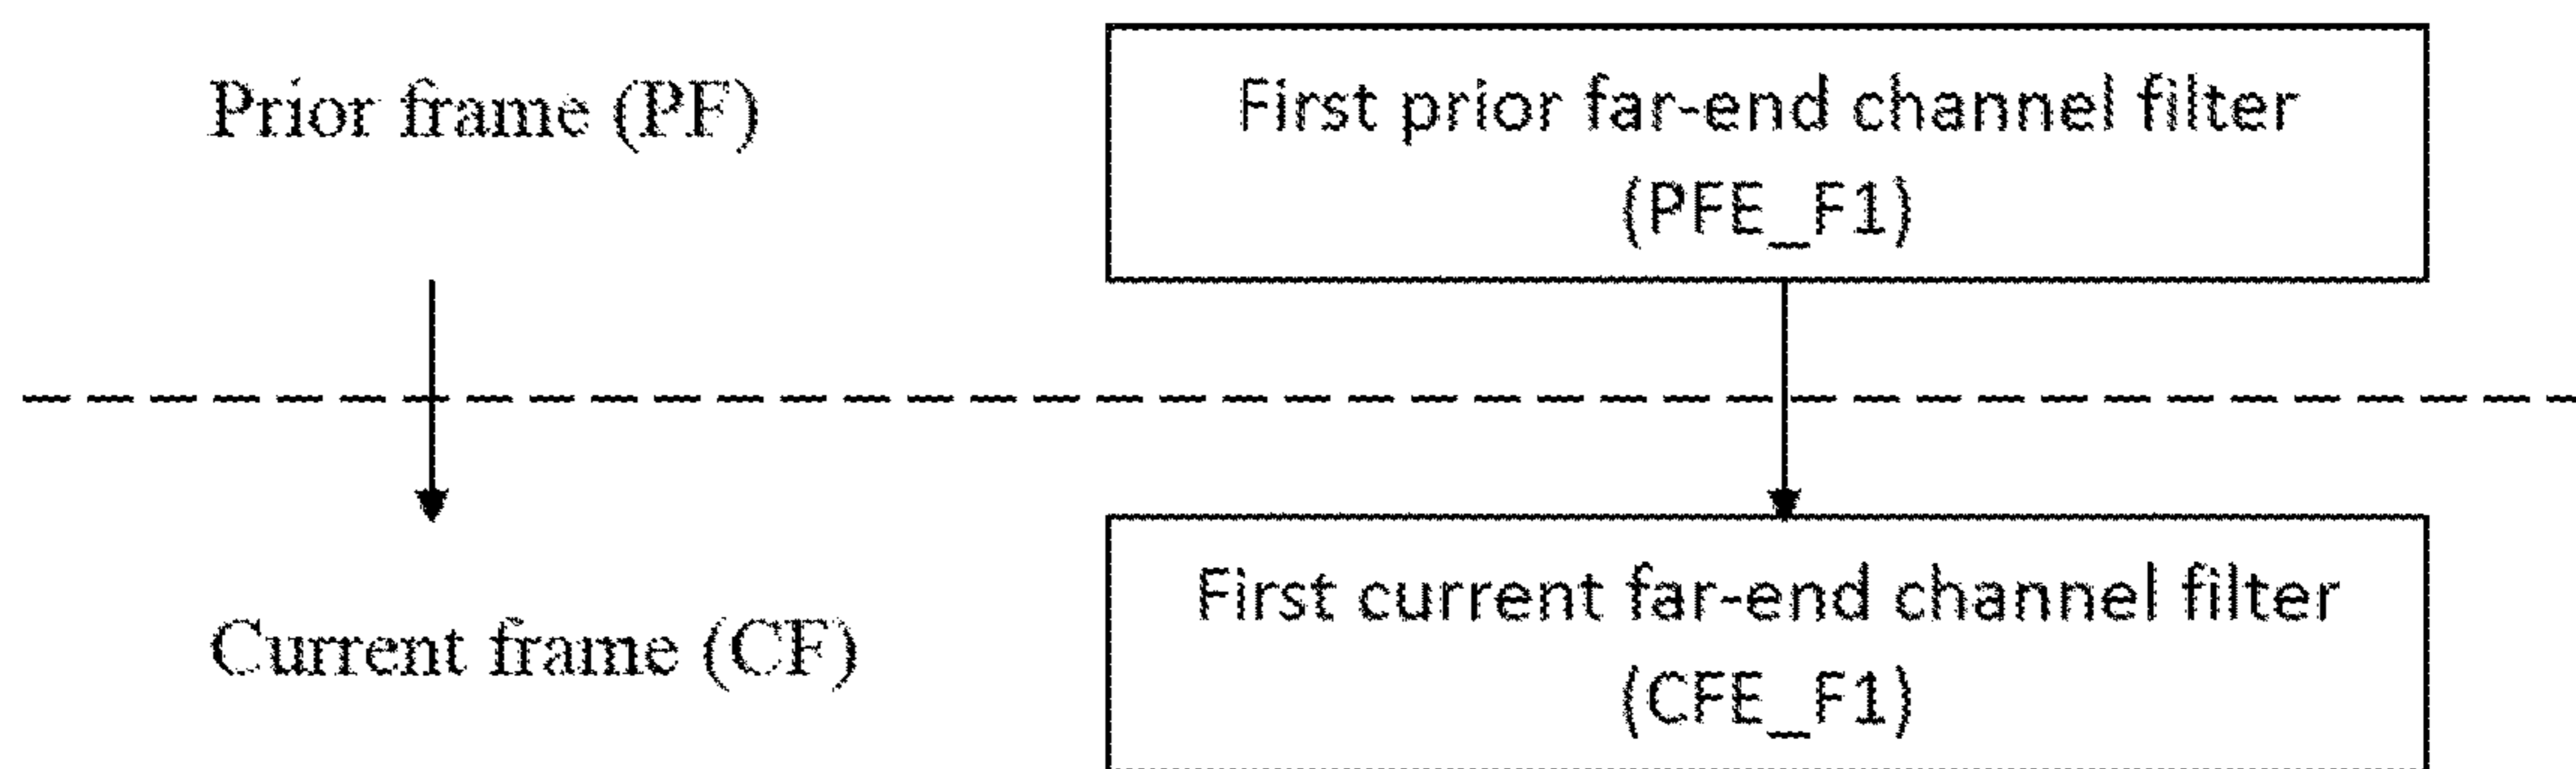 Prior frame (PF)
First prior far-end channel filter
(PFE_F1)
Current frame (CF)
First current far-end channel filter
(CFE_F1)